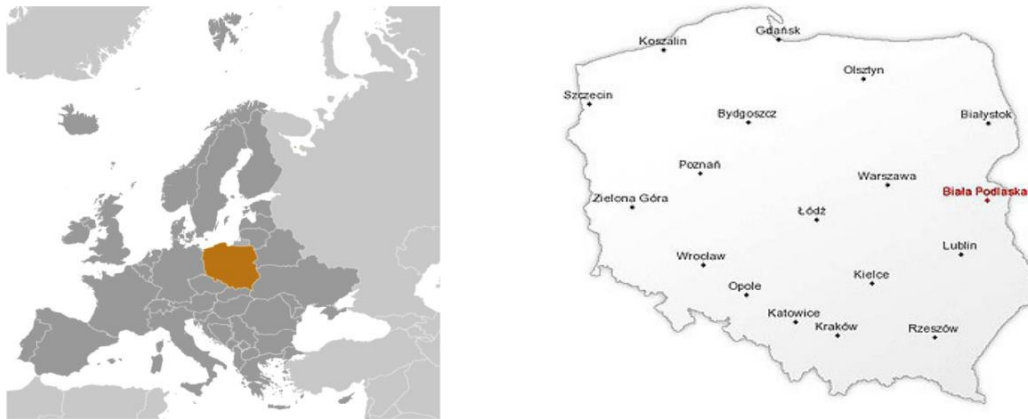 Gdańsk
Koszalin
Olsztyn
Szczecin
Bydgoszcz
Białystok
Poznań
Warszawa
Biała Podlaska
Zielona Góra
Łódź
Lublin
Wrocław
Kielce
Opole
Katowice
Kraków
Rzeszów